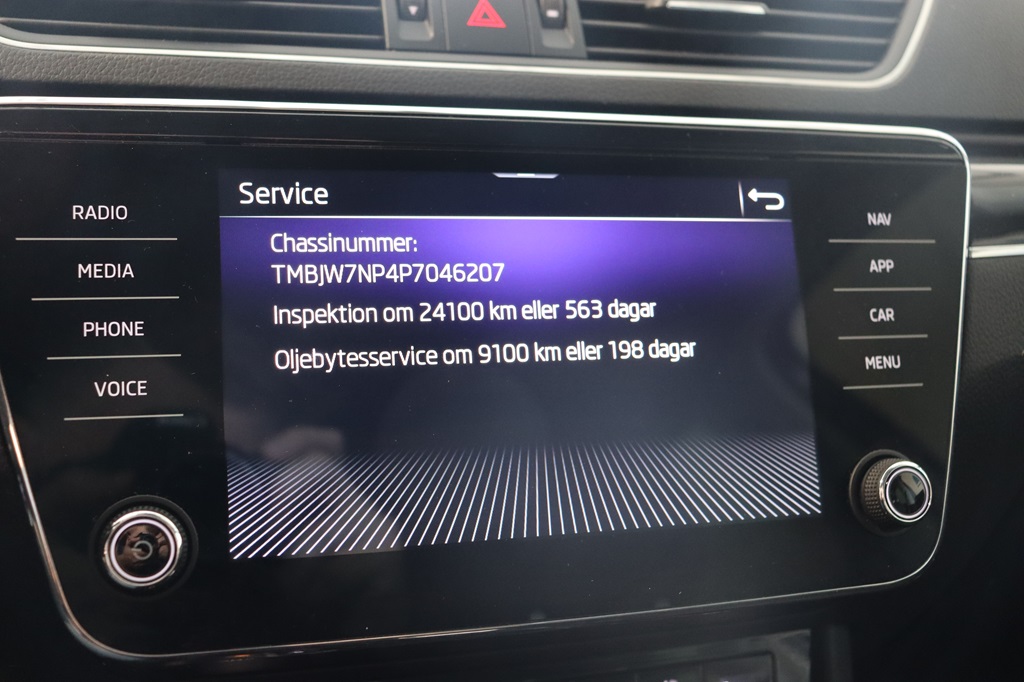 Service
RADIO
MEDIA
PHONE
VOICE
Chassinummer:
TMBJW7NP4P7046207
Inspektion om 24100 km eller 563 dagar
Oljebytesservice om 9100 km eller 198 dagar
NAV
APP
CAR
MENU